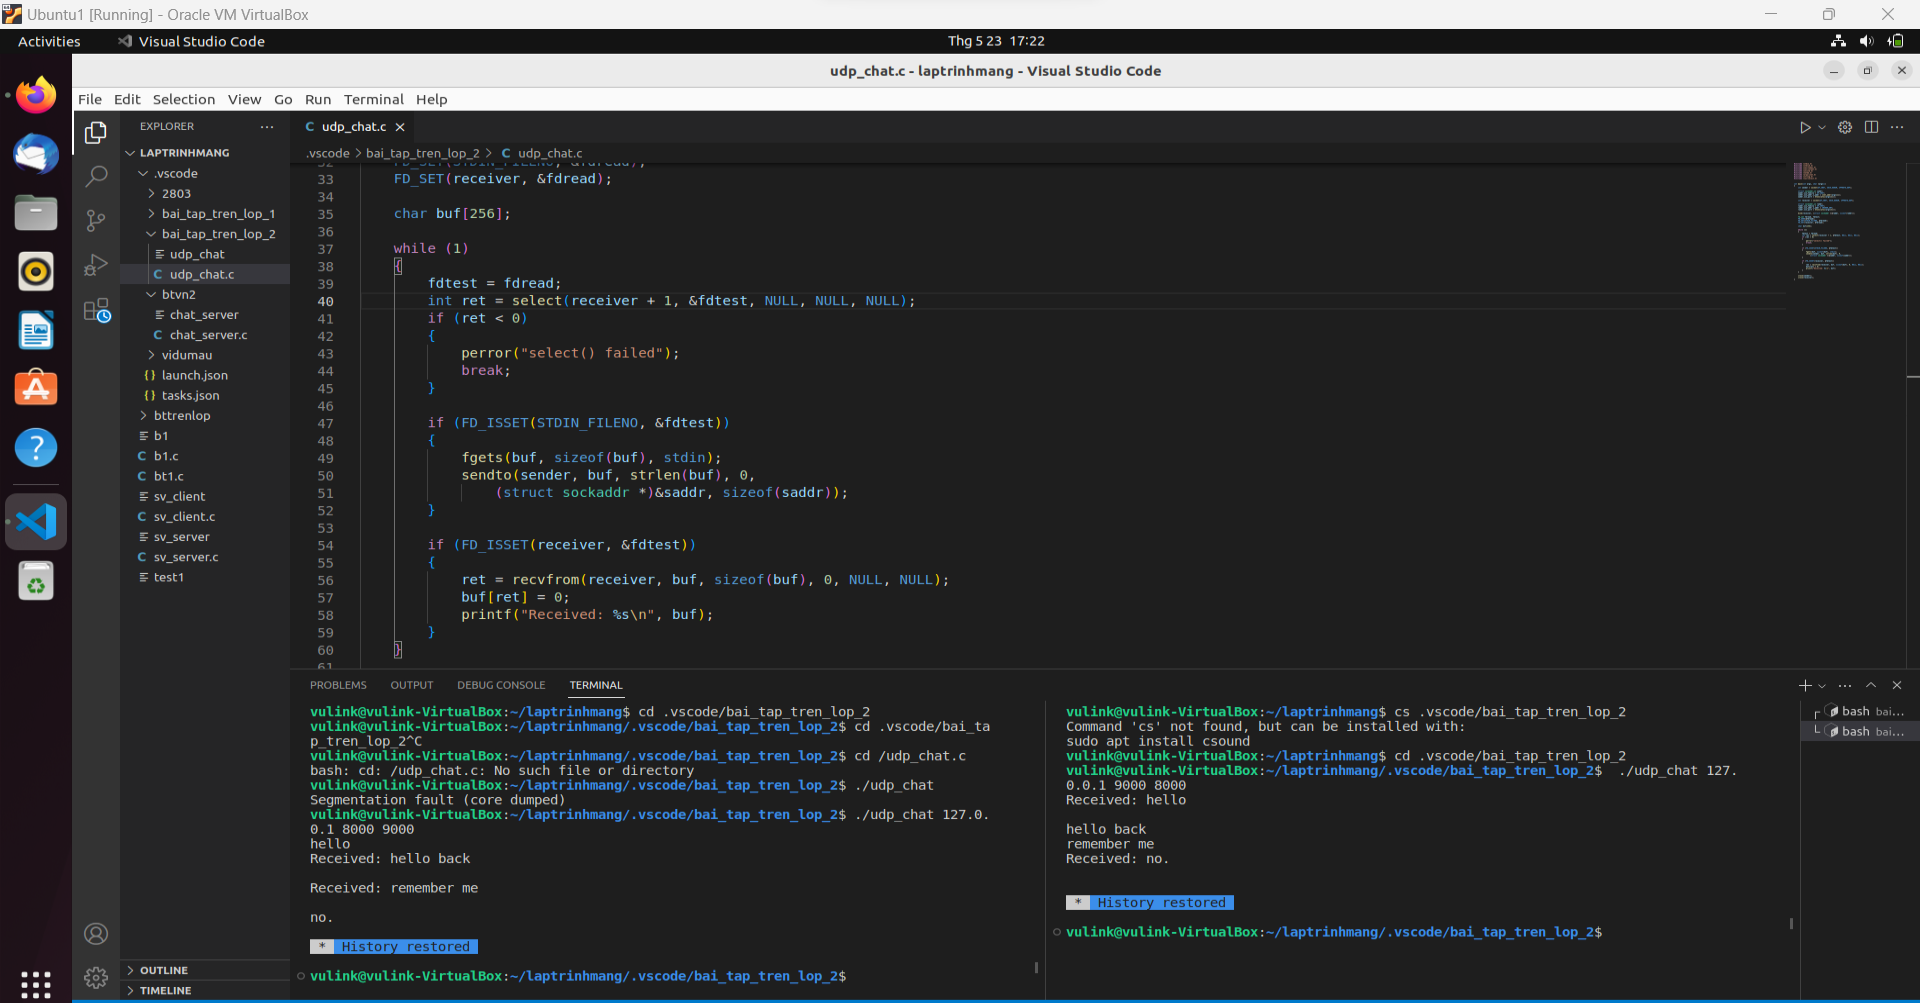 Ubuntu1 [Running] - Oracle VM VirtualBox
Activities
Visual Studio Code
Thg 5 23 17:22
udp_chat.c - laptrinhmang - Visual Studio Code
File Edit Selection View Go Run Terminal Help
EXPLORER
LAPTRINHMANG
.vscode
2803
bai_tap_tren_lop_1
bai_tap_tren_lop_2
udp_chat
C udp_chat.c
btvn2
chat_server
C chat_server.c
vidumau
{} launch.json
{} tasks.json
bttrenlop
b1
C b1.c
C bt1.c
sv_client
C sv_client.c
sv_server
C sv_server.c
test1
OUTLINE
TIMELINE
C udp_chat.c
.vscode > bai_tap_tren_lop_2 > C udp_chat.c
32 FD_SET(STDIN_FILENO, &fdread);
33 FD_SET(receiver, &fdread);
34
35 char buf[256];
36
37 while (1)
38 {
39 fdtest = fdread;
40 int ret = select(receiver + 1, &fdtest, NULL, NULL, NULL);
41 if (ret < 0)
42 {
43 perror("select() failed");
44 break;
45 }
46
47 if (FD_ISSET(STDIN_FILENO, &fdtest))
48 {
49 fgets(buf, sizeof(buf), stdin);
50 sendto(sender, buf, strlen(buf), 0,
51 (struct sockaddr *)&saddr, sizeof(saddr));
52 }
53
54 if (FD_ISSET(receiver, &fdtest))
55 {
56 ret = recvfrom(receiver, buf, sizeof(buf), 0, NULL, NULL);
57 buf[ret] = 0;
58 printf("Received: %s\n", buf);
59 }
60 }
61
PROBLEMS OUTPUT DEBUG CONSOLE TERMINAL
vulink@vulink-VirtualBox:~/laptrinhmang$ cd .vscode/bai_tap_tren_lop_2
vulink@vulink-VirtualBox:~/laptrinhmang/.vscode/bai_tap_tren_lop_2$ cd .vscode/bai_ta
p_tren_lop_2^C
vulink@vulink-VirtualBox:~/laptrinhmang/.vscode/bai_tap_tren_lop_2$ cd /udp_chat.c
bash: cd: /udp_chat.c: No such file or directory
vulink@vulink-VirtualBox:~/laptrinhmang/.vscode/bai_tap_tren_lop_2$ ./udp_chat
Segmentation fault (core dumped)
vulink@vulink-VirtualBox:~/laptrinhmang/.vscode/bai_tap_tren_lop_2$ ./udp_chat 127.0.
0.1 8000 9000
hello
Received: hello back
Received: remember me
no.
* History restored
vulink@vulink-VirtualBox:~/laptrinhmang/.vscode/bai_tap_tren_lop_2$
vulink@vulink-VirtualBox:~/laptrinhmang$ cs .vscode/bai_tap_tren_lop_2
Command 'cs' not found, but can be installed with:
sudo apt install csound
vulink@vulink-VirtualBox:~/laptrinhmang$ cd .vscode/bai_tap_tren_lop_2
vulink@vulink-VirtualBox:~/laptrinhmang/.vscode/bai_tap_tren_lop_2$ ./udp_chat 127.
0.0.1 9000 8000
Received: hello
hello back
remember me
Received: no.
* History restored
vulink@vulink-VirtualBox:~/laptrinhmang/.vscode/bai_tap_tren_lop_2$
bash bai...
bash bai...